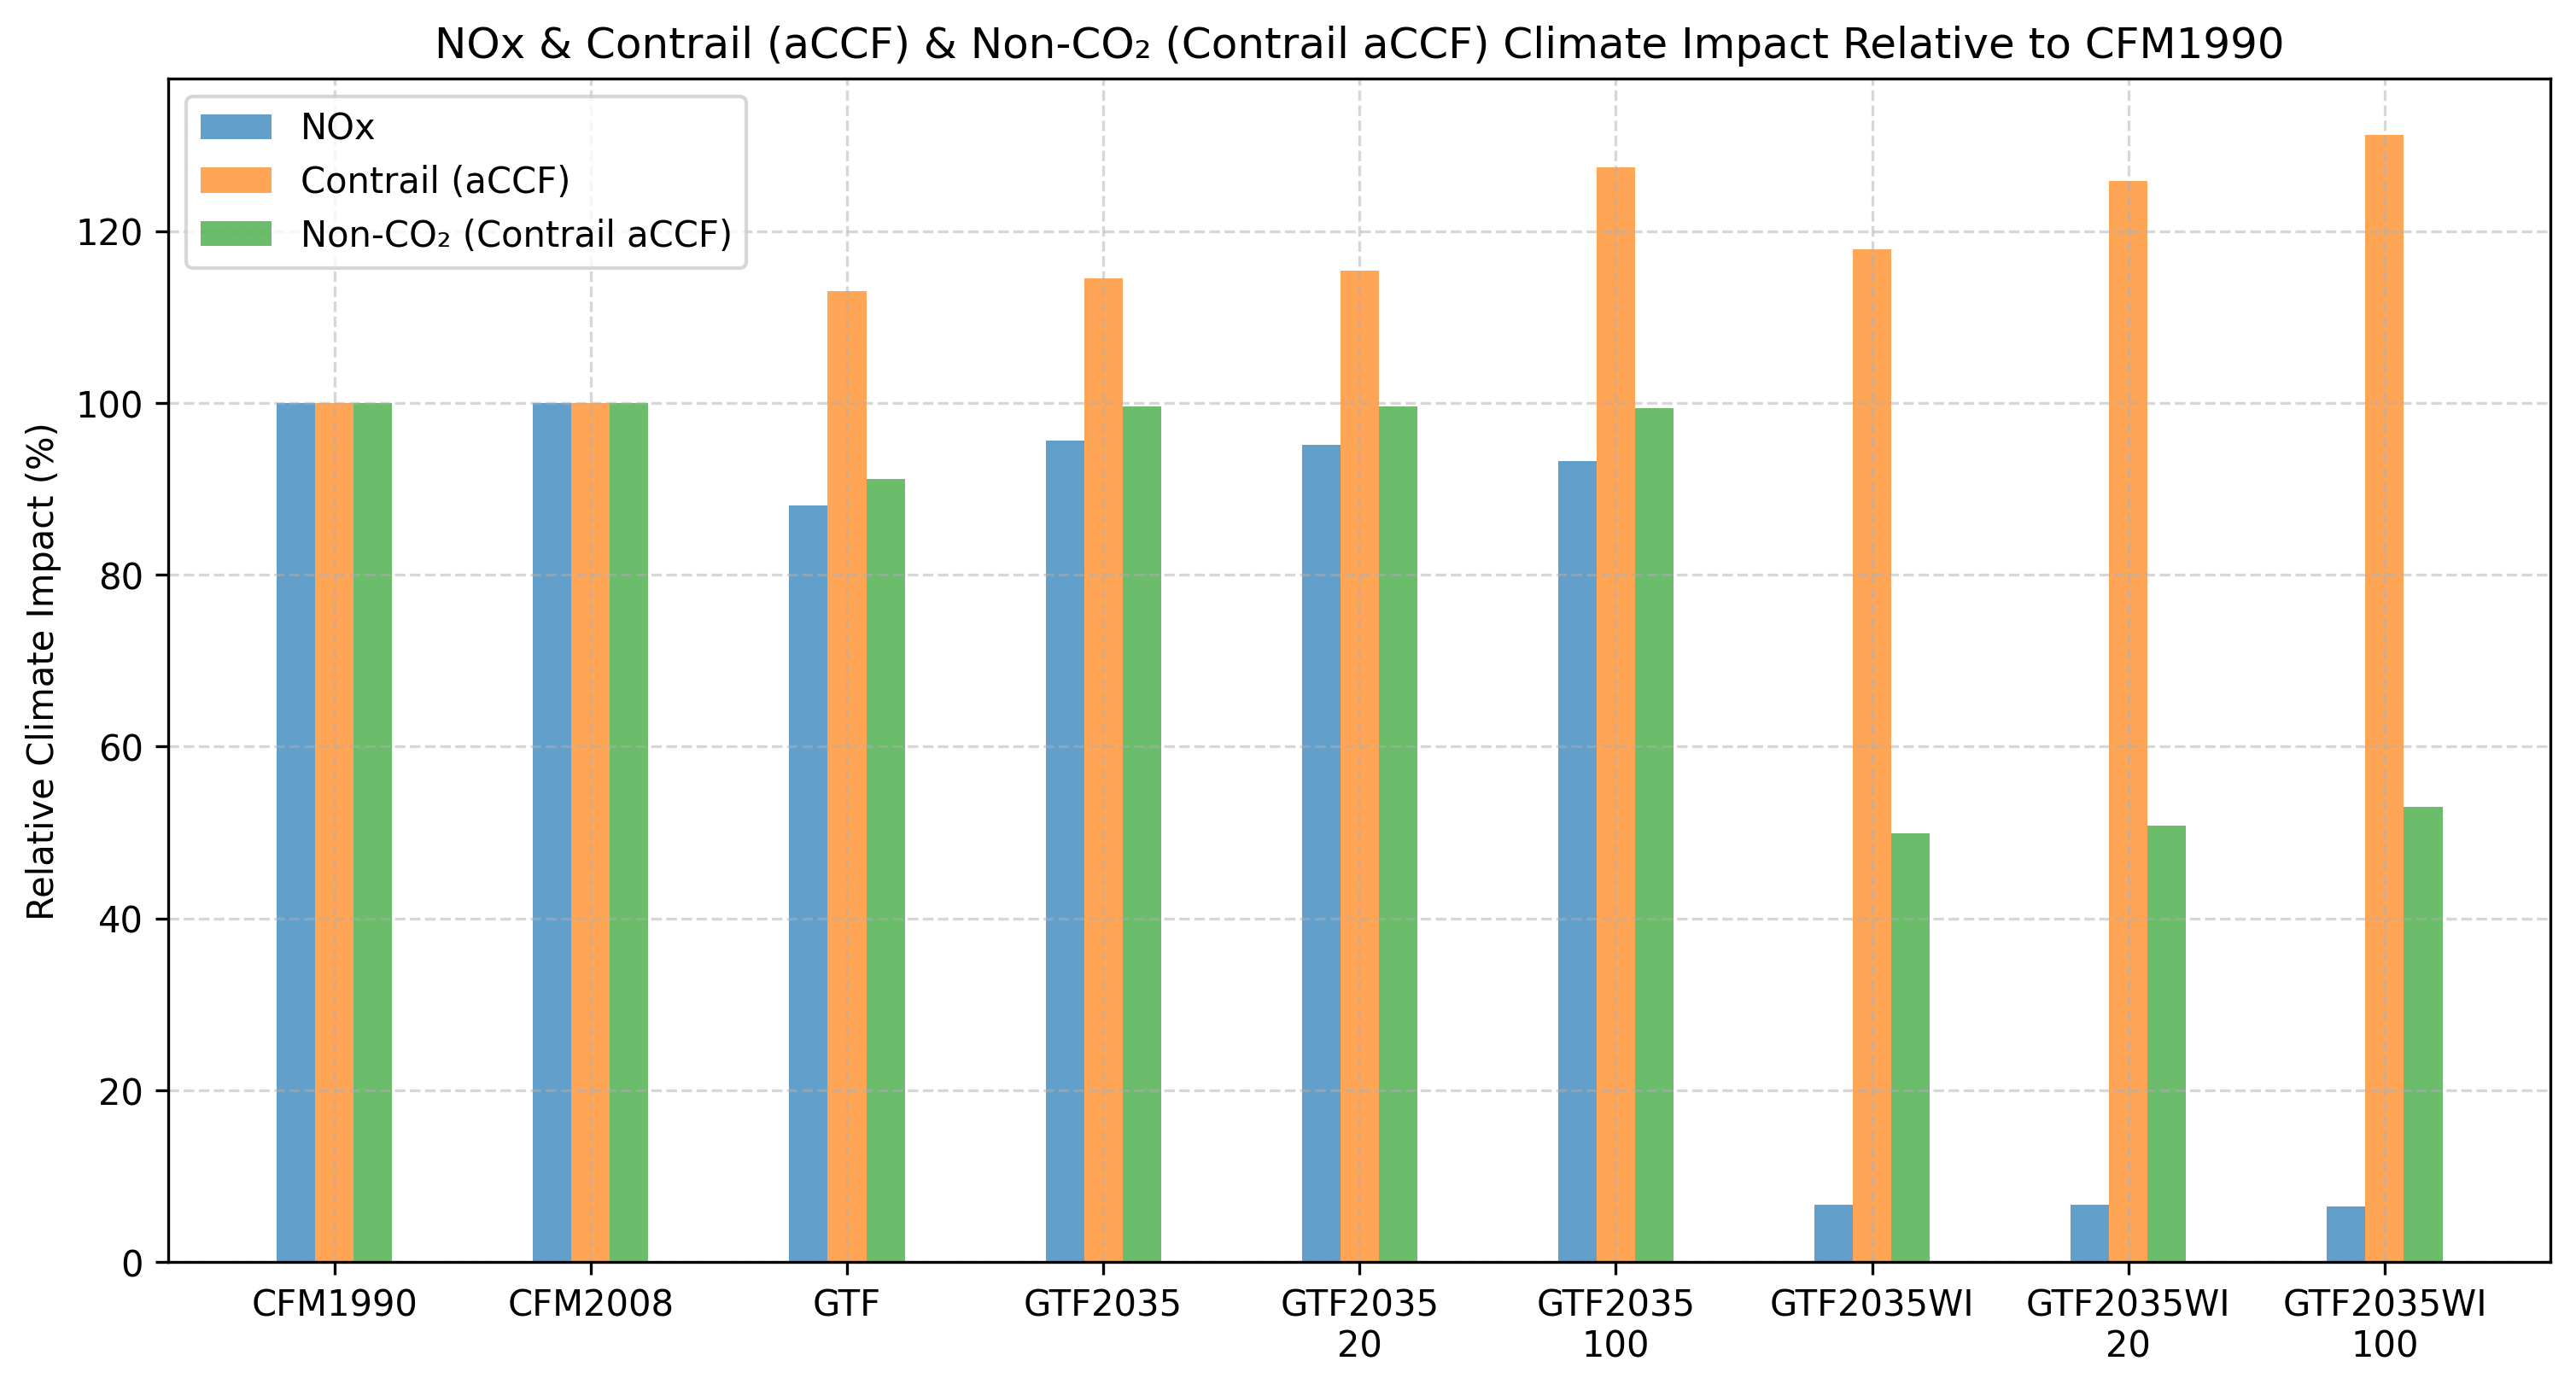 NOx & Contrail (aCCF) & Non-CO₂ (Contrail aCCF) Climate Impact Relative to CFM1990
NOx
Contrail (aCCF)
Non-CO₂ (Contrail aCCF)
Relative Climate Impact (%)
120
100
80
60
40
20
0
CFM1990 CFM2008 GTF GTF2035 GTF2035 GTF2035 GTF2035WI GTF2035WI GTF2035WI
20 100 20 100